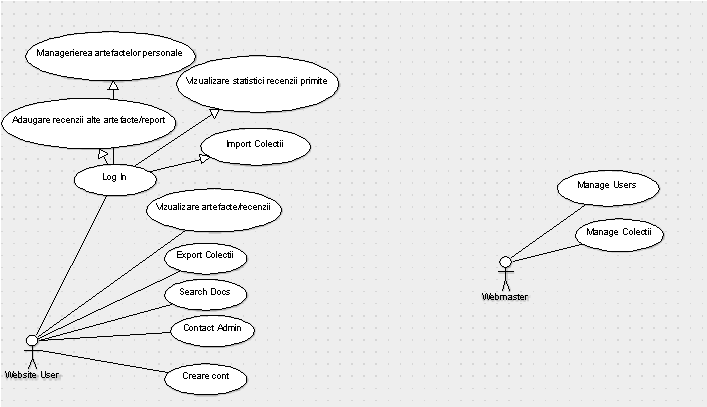 Managerierea artefactelor personale
Vizualizare statistici recenzii primite
Adaugare recenzii alte artefacte/report
Import Colectii
Log In
Manage Users
Vizualizare artefacte/recenzii
Manage Colectii
Export Colectii
Search Docs
Webmaster
Contact Admin
Website User
Creare cont